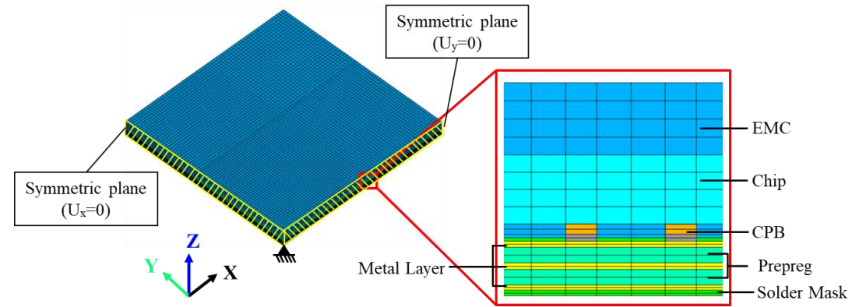 Symmetric plane
(Uy=0)
Symmetric plane
(Ux=0)
Z
Y
X
EMC
Chip
CPB
Metal Layer
Prepreg
Solder Mask